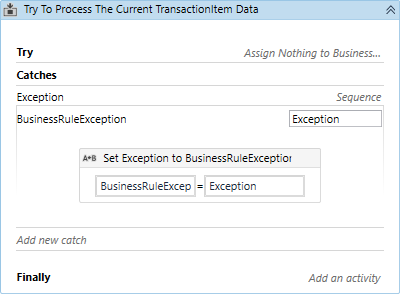 Try To Process The Current TransactionItem Data
Try Assign Nothing to Business...
Catches
Exception Sequence
BusinessRuleException Exception
A*B Set Exception to BusinessRuleException
BusinessRuleExcep = Exception
Add new catch
Finally Add an activity